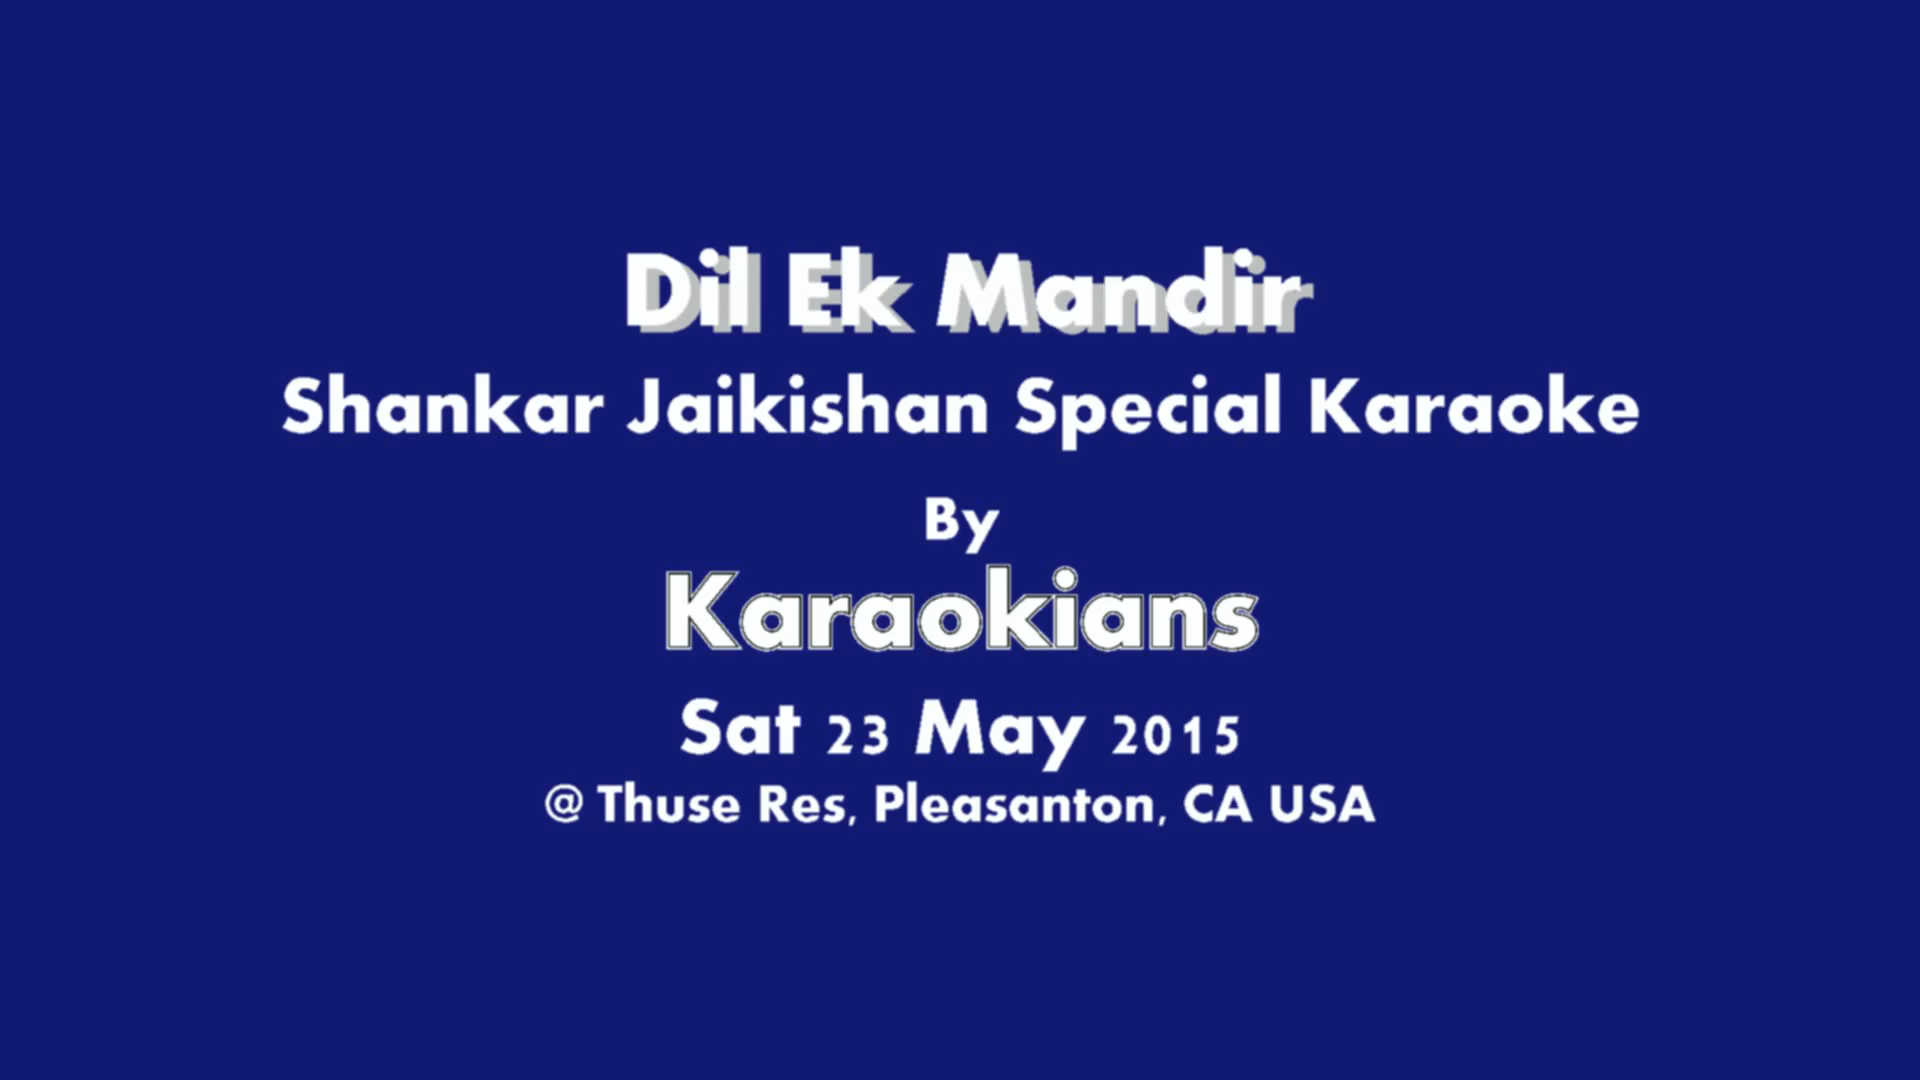 Dil Ek Mandir
Shankar Jaikishan Special Karaoke
By
Karaokians
Sat 23 May 2015
@ Thuse Res, Pleasanton, CA USA